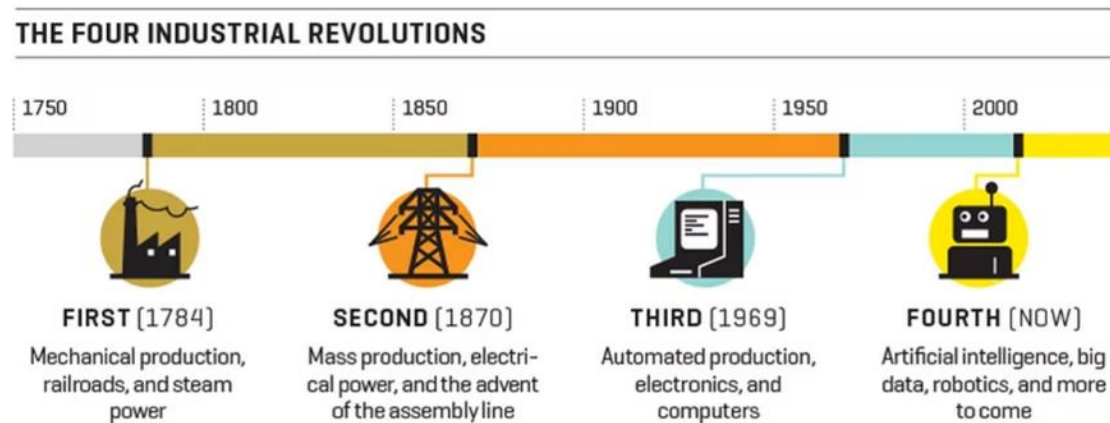 THE FOUR INDUSTRIAL REVOLUTIONS
1750 1800 1850 1900 1950 2000
FIRST (1784)
Mechanical production,
railroads, and steam
power
SECOND (1870)
Mass production, electri-
cal power, and the advent
of the assembly line
THIRD (1969)
Automated production,
electronics, and
computers
FOURTH (NOW)
Artificial intelligence, big
data, robotics, and more
to come